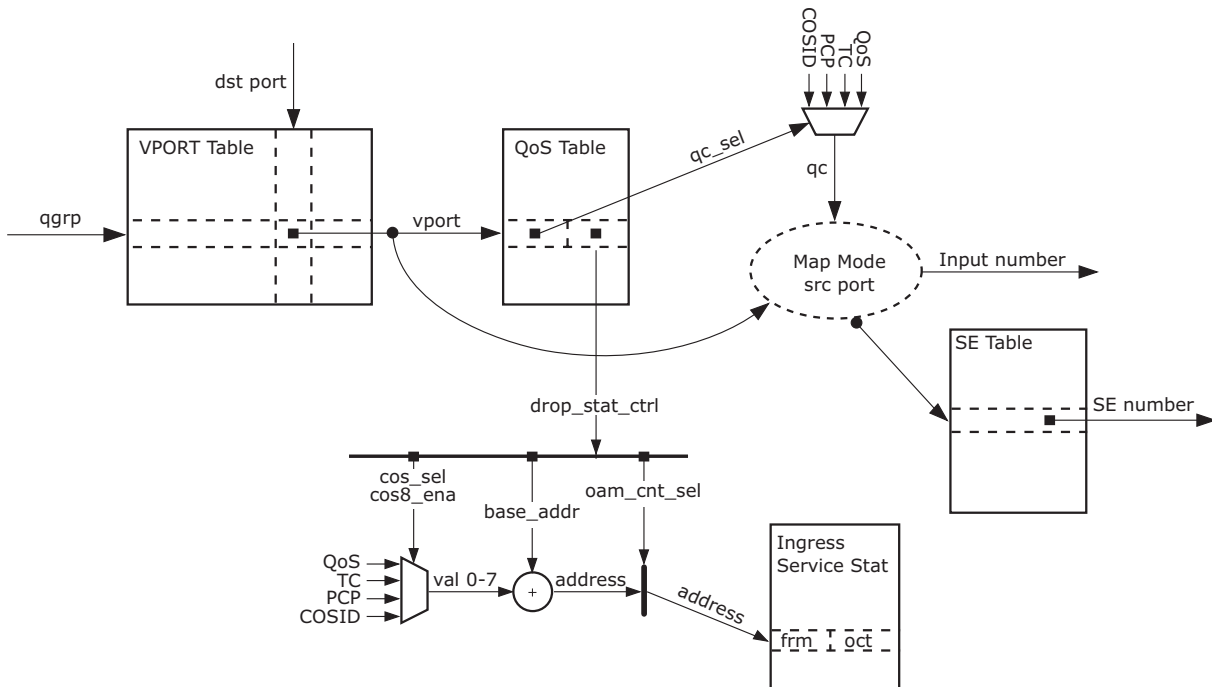 COSID
PCP
TC
QoS
dst port
VPORT Table
QoS Table
qc_sel
qc
qgrp
vport
Map Mode
src port
Input number
SE Table
drop_stat_ctrl
SE number
cos_sel
cos8_ena
base_addr
oam_cnt_sel
Ingress
Service Stat
QoS
TC
PCP
COSID
val 0-7
+
address
address
frm
oct